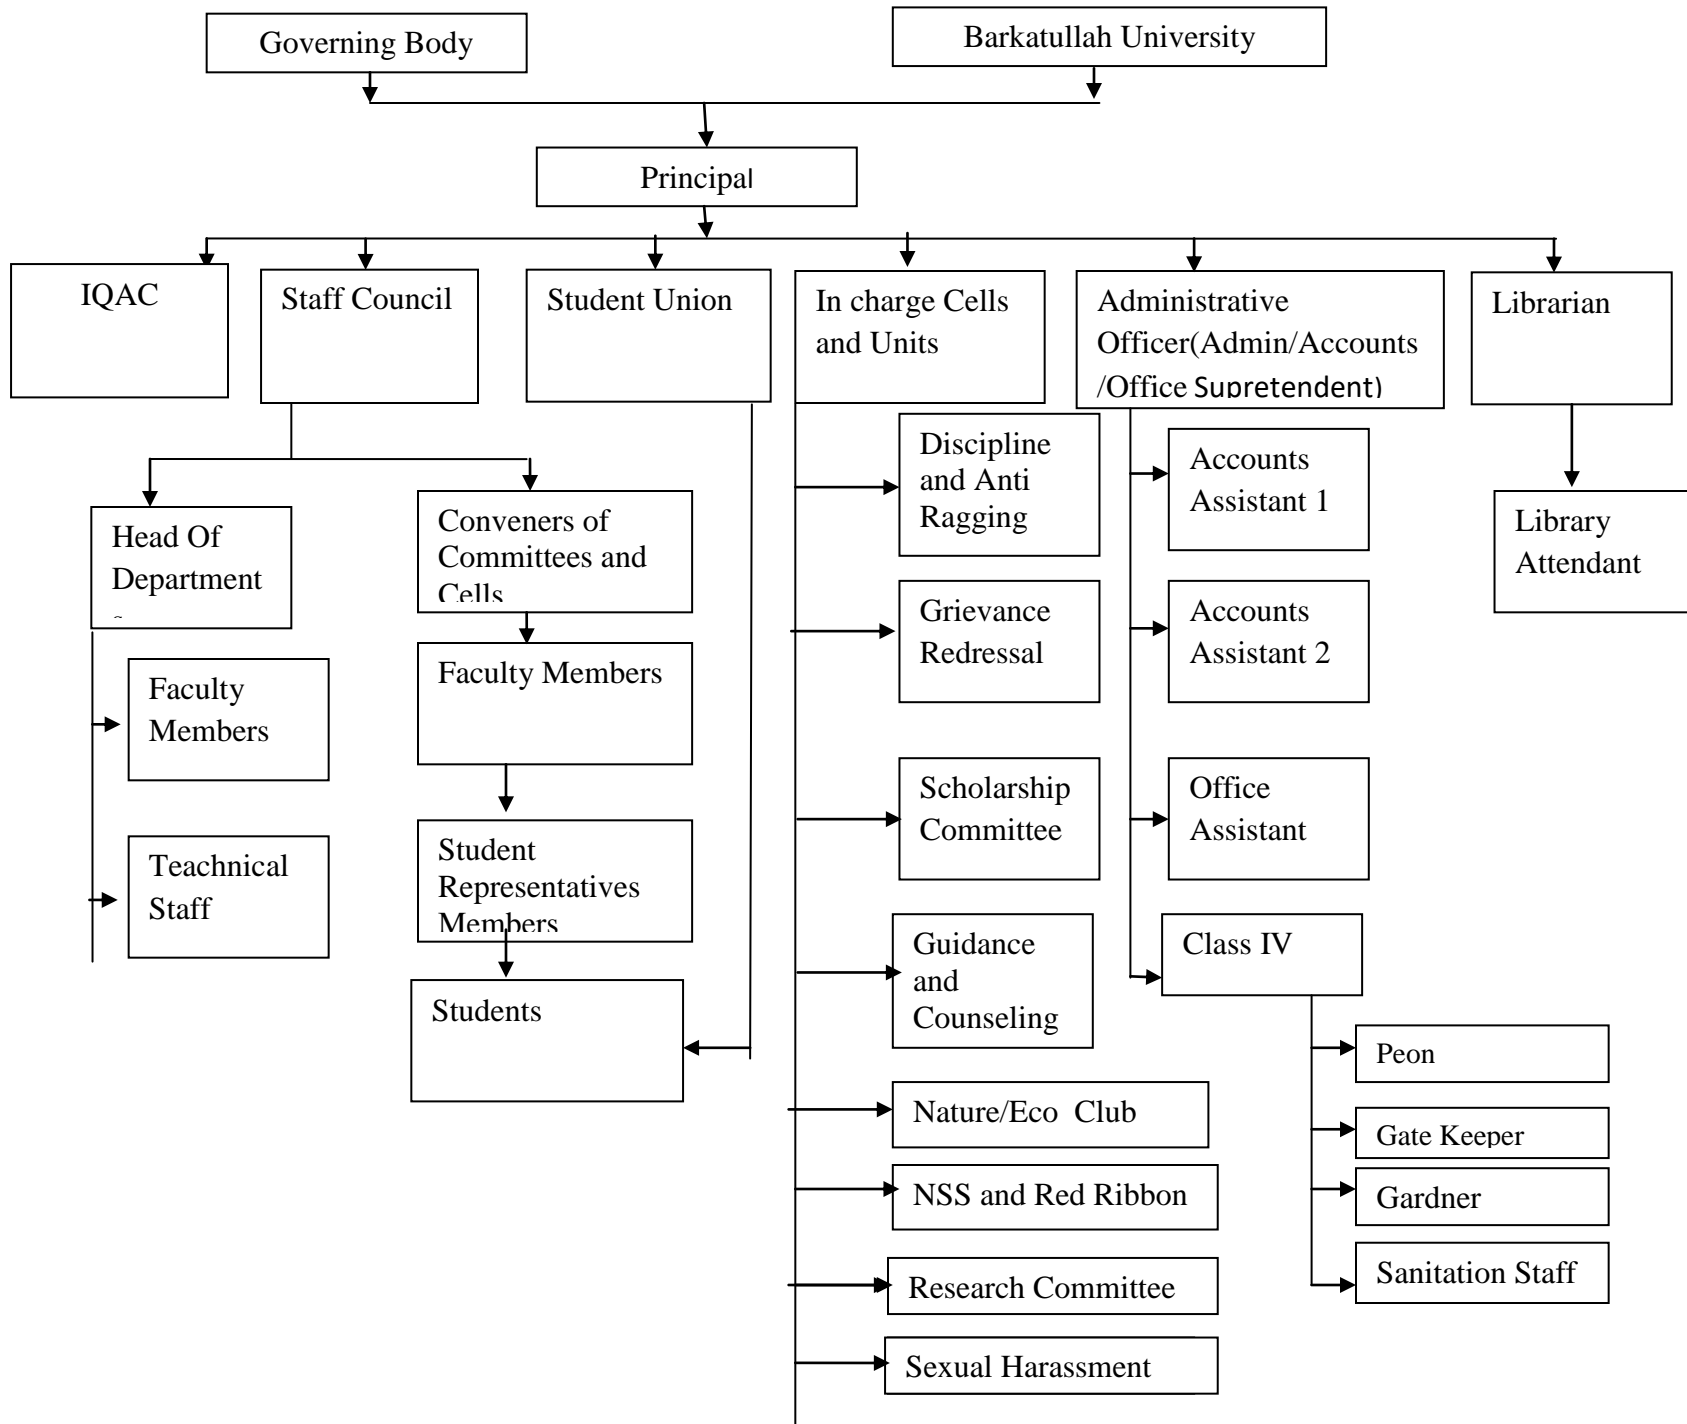 Governing Body
Barkatullah University
Principal
IQAC
Staff Council
Student Union
In charge Cells
and Units
Administrative
Officer(Admin/Accounts
/Office Supretendent)
Librarian
Head Of
Department
s
Faculty
Members
Teachnical
Staff
Conveners of
Committees and
Cells
Faculty Members
Student
Representatives
Members
Students
Discipline
and Anti
Ragging
Grievance
Redressal
Scholarship
Committee
Guidance
and
Counseling
Nature/Eco Club
NSS and Red Ribbon
Research Committee
Sexual Harassment
Accounts
Assistant 1
Accounts
Assistant 2
Office
Assistant
Class IV
Peon
Gate Keeper
Gardner
Sanitation Staff
Library
Attendant